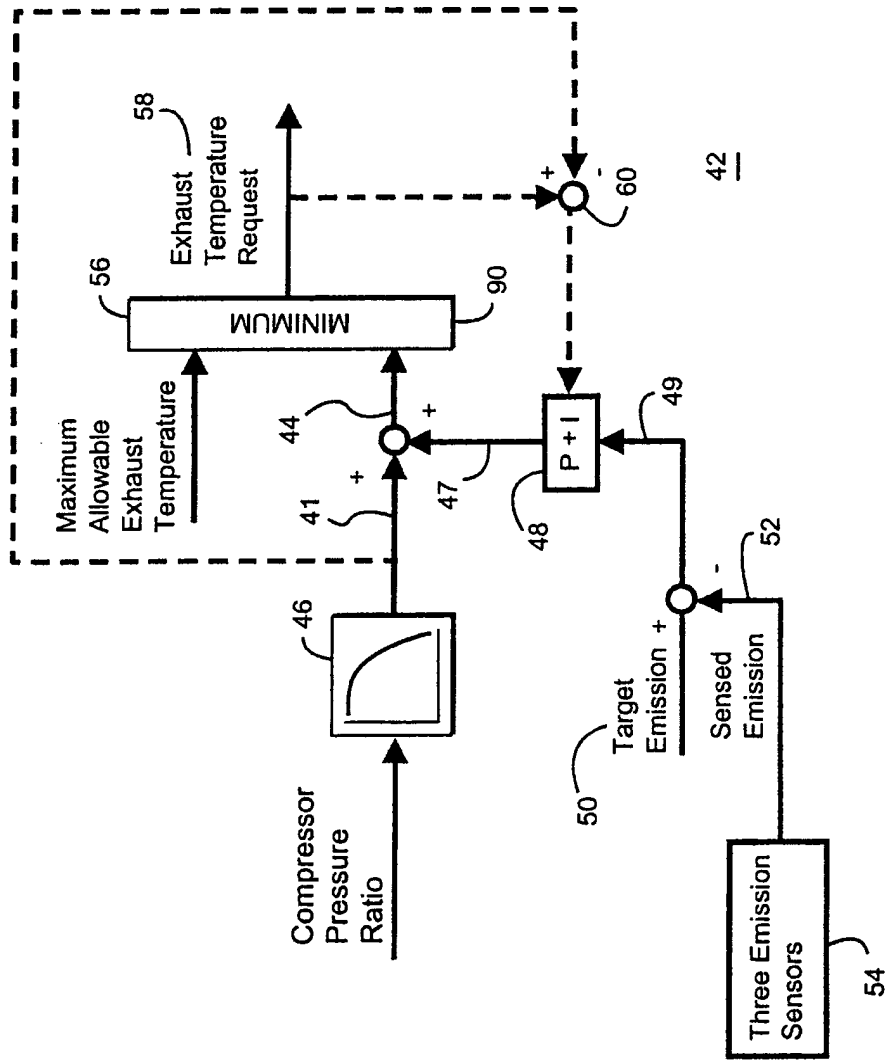 58
Exhaust
Temperature
Request
56
Maximum
Allowable
Exhaust
Temperature
MINIMUM
90
+
-
60
42
44
+
+
41
47
46
P + I
48
49
Compressor
Pressure
Ratio
50
Target
Emission
+
-
52
Sensed
Emission
Three Emission
Sensors
54